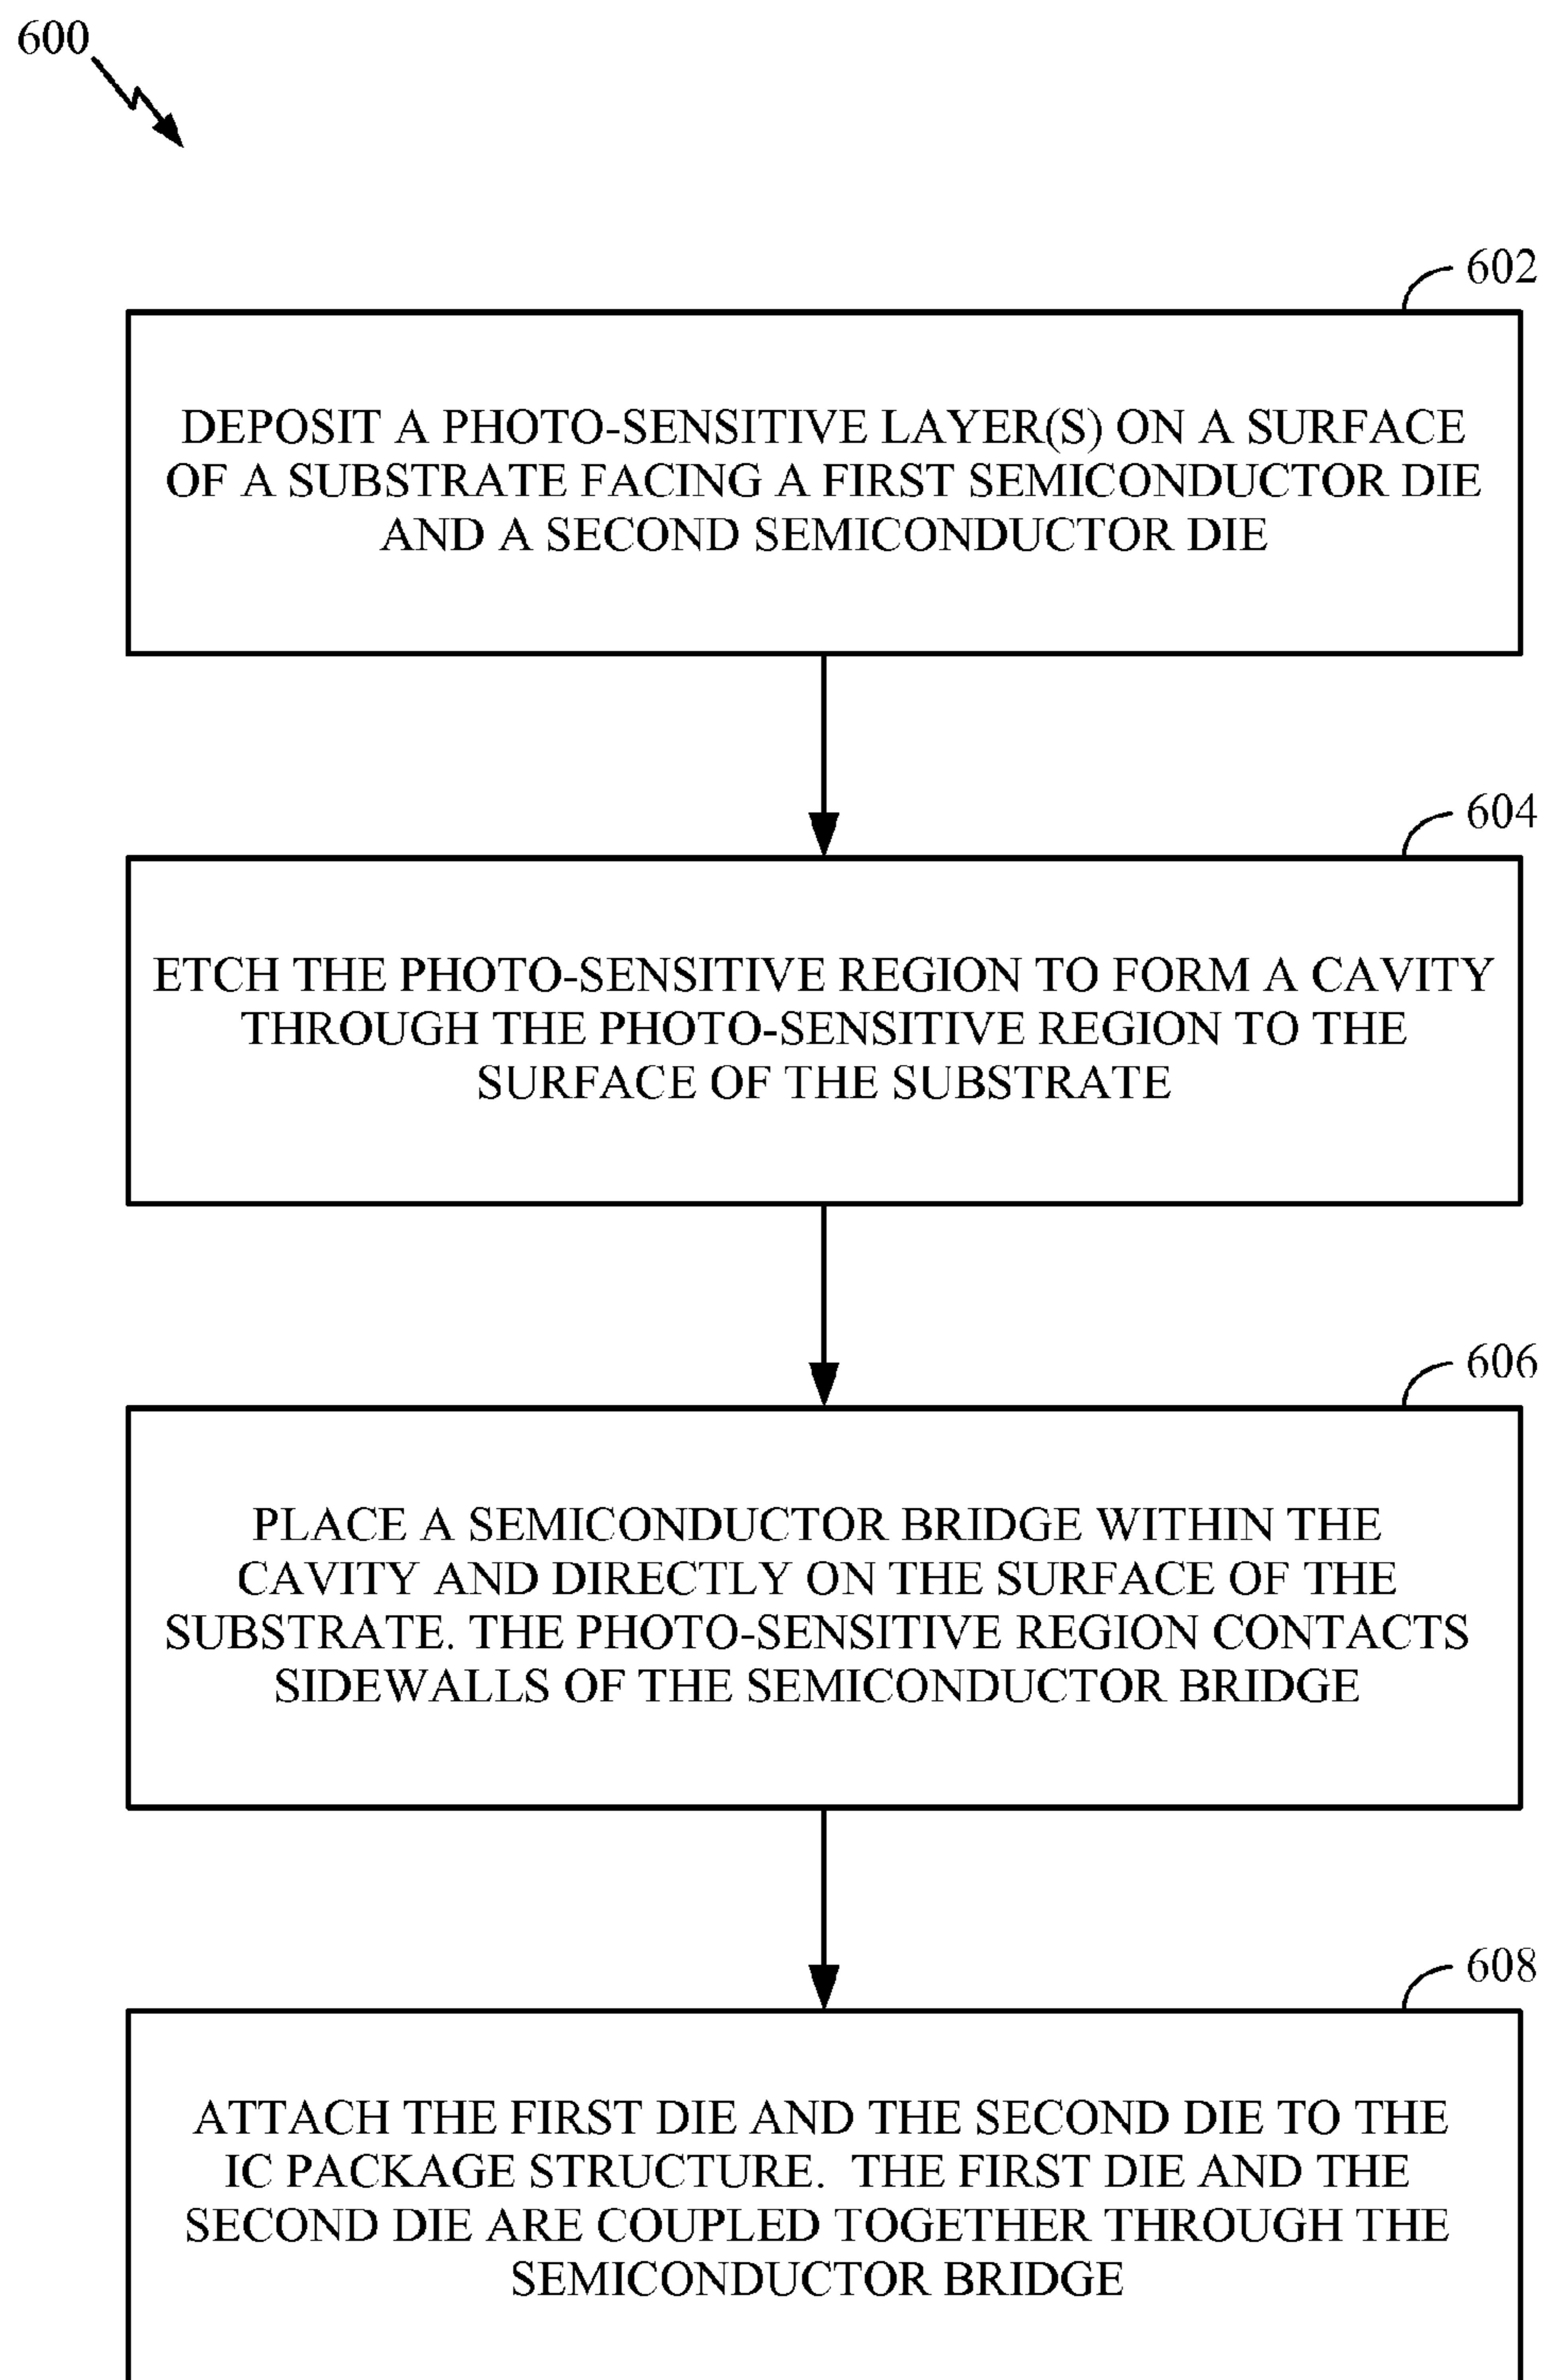 600
602
DEPOSIT A PHOTO-SENSITIVE LAYER(S) ON A SURFACE
OF A SUBSTRATE FACING A FIRST SEMICONDUCTOR DIE
AND A SECOND SEMICONDUCTOR DIE
604
ETCH THE PHOTO-SENSITIVE REGION TO FORM A CAVITY
THROUGH THE PHOTO-SENSITIVE REGION TO THE
SURFACE OF THE SUBSTRATE
606
PLACE A SEMICONDUCTOR BRIDGE WITHIN THE
CAVITY AND DIRECTLY ON THE SURFACE OF THE
SUBSTRATE. THE PHOTO-SENSITIVE REGION CONTACTS
SIDEWALLS OF THE SEMICONDUCTOR BRIDGE
608
ATTACH THE FIRST DIE AND THE SECOND DIE TO THE
IC PACKAGE STRUCTURE.  THE FIRST DIE AND THE
SECOND DIE ARE COUPLED TOGETHER THROUGH THE
SEMICONDUCTOR BRIDGE